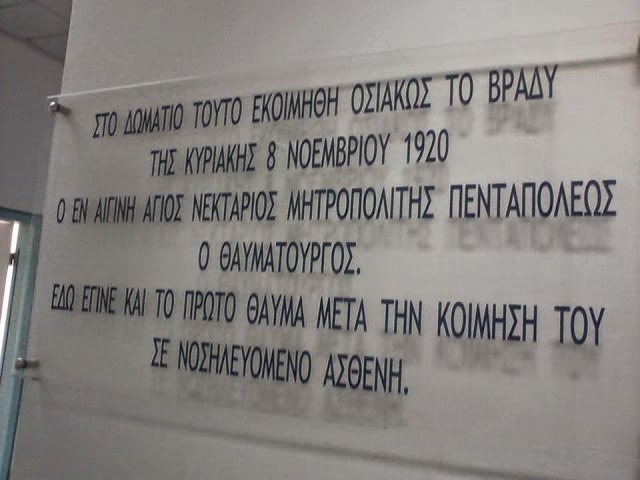 ΣΤΟ ΔΩΜΑΤΙΟ ΤΟΥΤΟ ΕΚΟΙΜΗΘΗ ΟΣΙΑΚΩΣ ΤΟ ΒΡΑΔΥ
ΤΗΣ ΚΥΡΙΑΚΗΣ 8 ΝΟΕΜΒΡΙΟΥ 1920
Ο ΕΝ ΑΙΓΙΝΗ ΑΓΙΟΣ ΝΕΚΤΑΡΙΟΣ ΜΗΤΡΟΠΟΛΙΤΗΣ ΠΕΝΤΑΠΟΛΕΩΣ
Ο ΘΑΥΜΑΤΟΥΡΓΟΣ.
ΕΔΩ ΕΓΙΝΕ ΚΑΙ ΤΟ ΠΡΩΤΟ ΘΑΥΜΑ ΜΕΤΑ ΤΗΝ ΚΟΙΜΗΣΗ ΤΟΥ
ΣΕ ΝΟΣΗΛΕΥΟΜΕΝΟ ΑΣΘΕΝΗ.